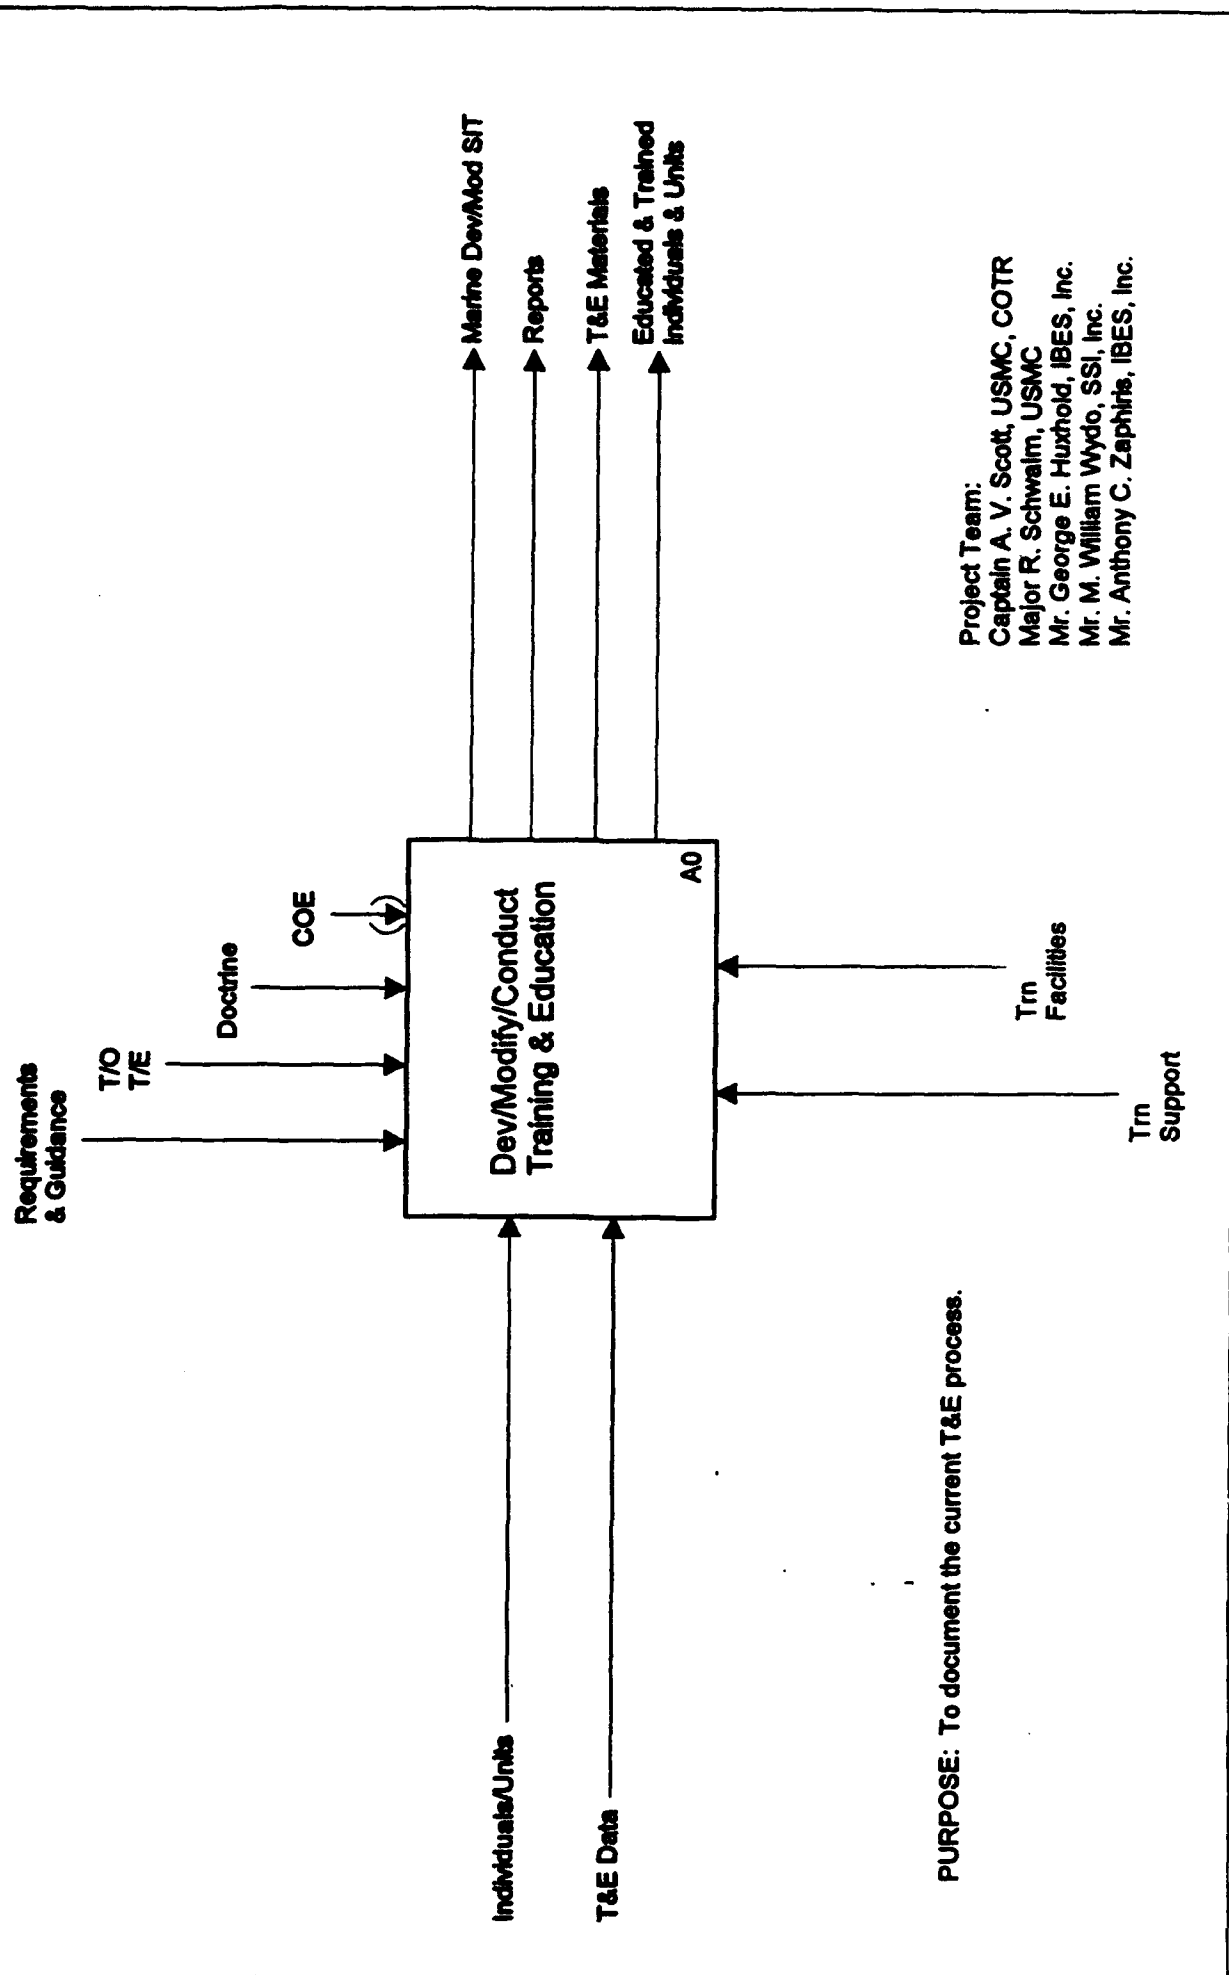 Requirements
& Guidance
T/O
T/E
Doctrine
COE
Individuals/Units
T&E Data
Dev/Modify/Conduct
Training & Education
A0
Marine Dev/Mod SIT
Reports
T&E Materials
Educated & Trained
Individuals & Units
Trn
Facilities
Trn
Support
PURPOSE: To document the current T&E process.
Project Team:
Captain A. V. Scott, USMC, COTR
Major R. Schwalm, USMC
Mr. George E. Huxhold, IBES, Inc.
Mr. M. William Wydo, SSI, Inc.
Mr. Anthony C. Zaphiris, IBES, Inc.